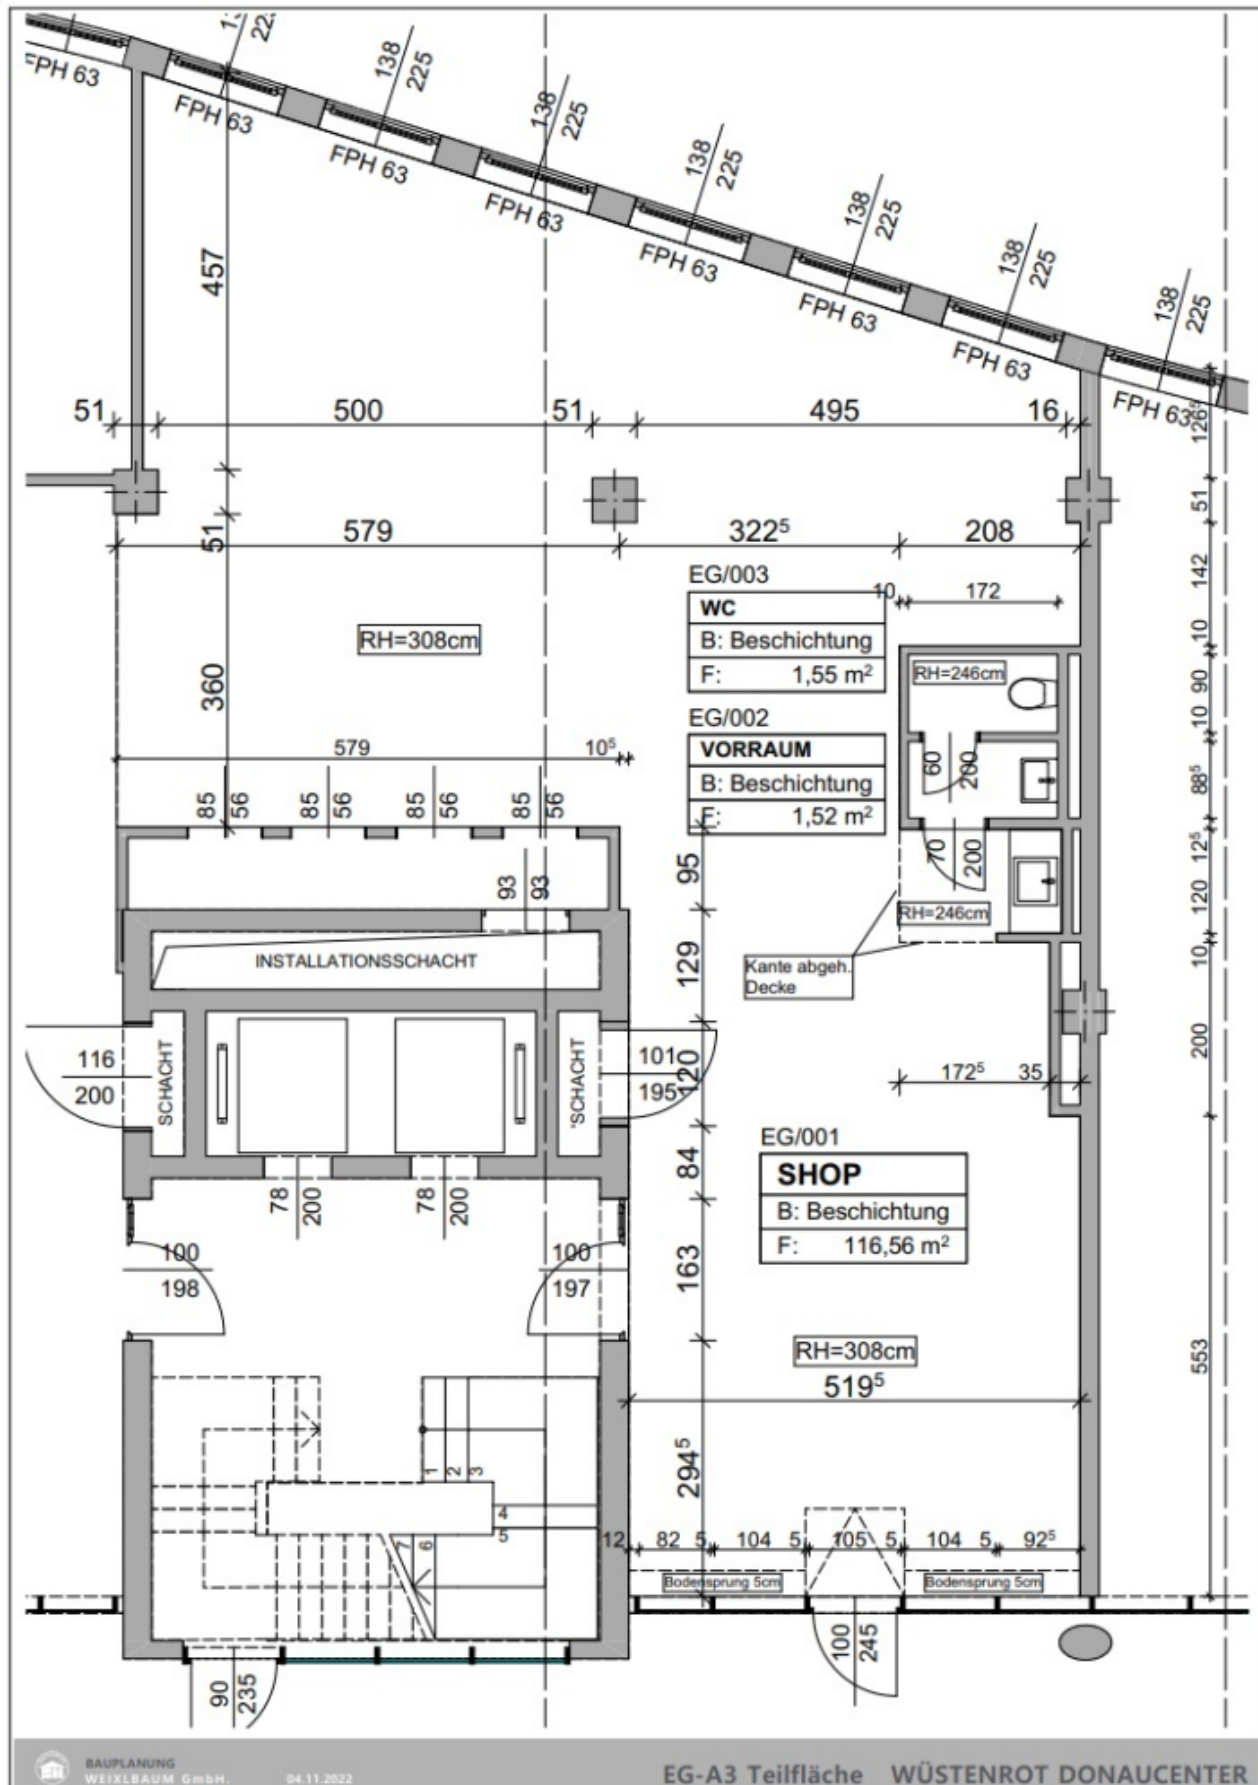 138
225
138
225
138
225
138
225
138
225
138
225
FPH 63
FPH 63
FPH 63
FPH 63
FPH 63
FPH 63
FPH 63
FPH 63
457
51
500
51
495
16
126⁵
51
51
579
322⁵
208
142
EG/003
WC
B: Beschichtung
F: 1,55 m²
10
172
10
RH=308cm
RH=246cm
90
360
EG/002
VORRAUM
B: Beschichtung
F: 1,52 m²
10
579
10⁵
60
200
88⁵
85
56
85
56
85
56
85
56
70
200
12⁵
95
93
93
RH=246cm
120
INSTALLATIONSSCHACHT
129
Kante abgeh.
Decke
10
116
200
SCHACHT
'SCHACHT
101
195
120
172⁵
35
200
EG/001
SHOP
B: Beschichtung
F: 116,56 m²
84
78
200
78
200
100
198
100
197
163
RH=308cm
519⁵
553
294⁵
1
2
3
4
5
6
7
12
82
5
104
5
105
5
104
5
92⁵
Bodensprung 5cm
Bodensprung 5cm
90
235
100
245
BAUPLANUNG
WEIXLBAUM GmbH.
04.11.2022
EG-A3 Teilfläche WÜSTENROT DONAUCENTER